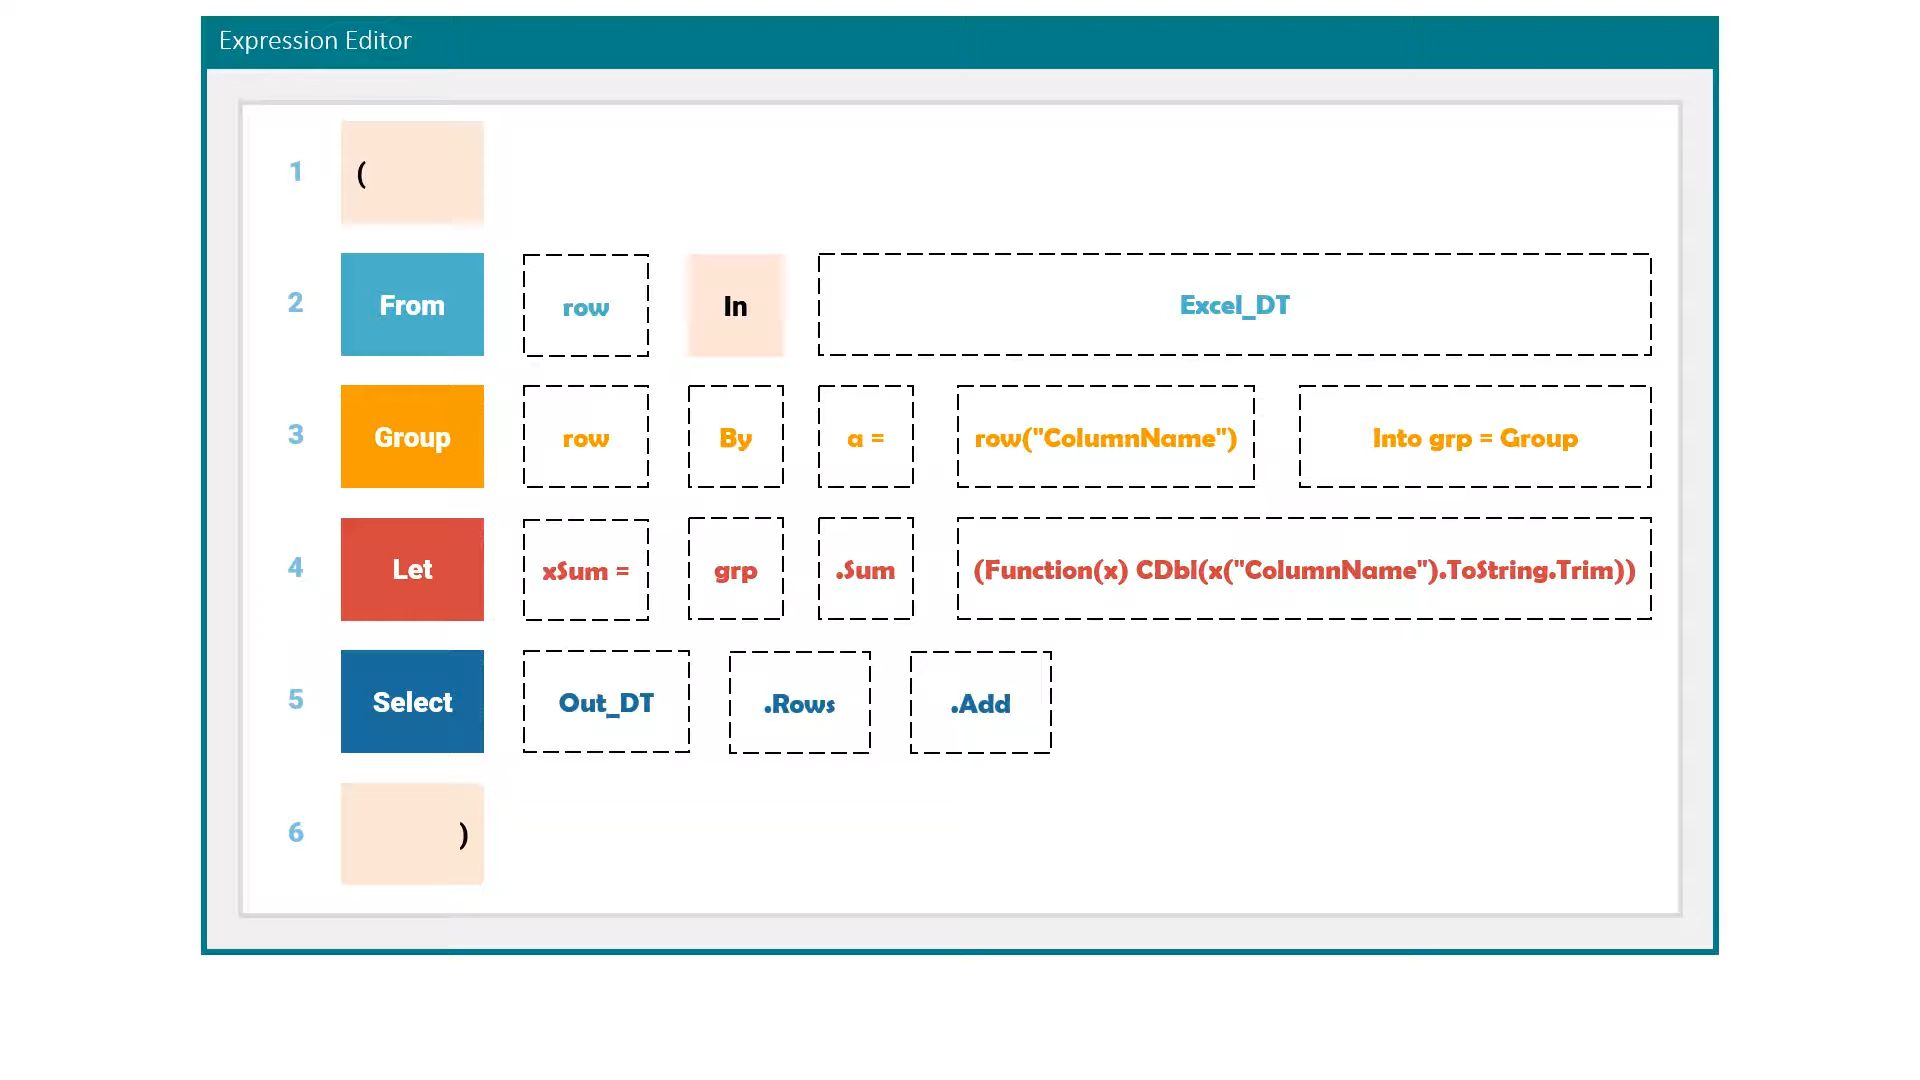 Expression Editor
1 (
2 From row In Excel_DT
3 Group row By a = row("ColumnName") Into grp = Group
4 Let xSum = grp .Sum (Function(x) CDbl(x("ColumnName").ToString.Trim))
5 Select Out_DT .Rows .Add
6 )